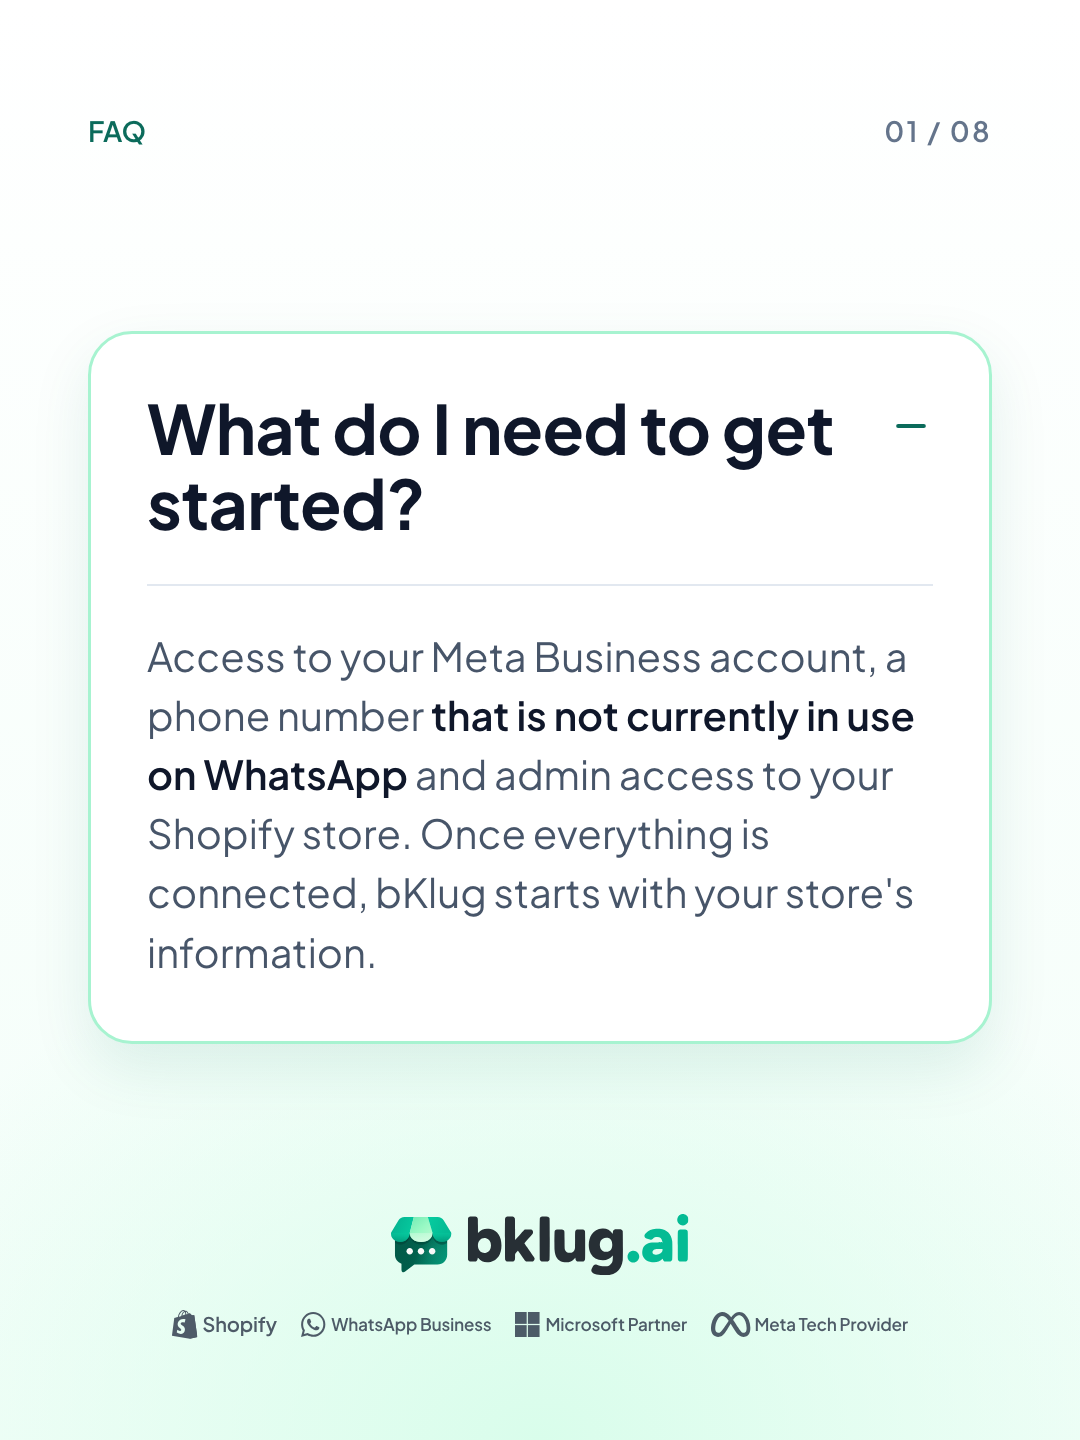 FAQ
01 / 08
What do I need to get
started?
Access to your Meta Business account, a
phone number that is not currently in use
on WhatsApp and admin access to your
Shopify store. Once everything is
connected, bKlug starts with your store's
information.
bklug.ai
Shopify WhatsApp Business Microsoft Partner Meta Tech Provider